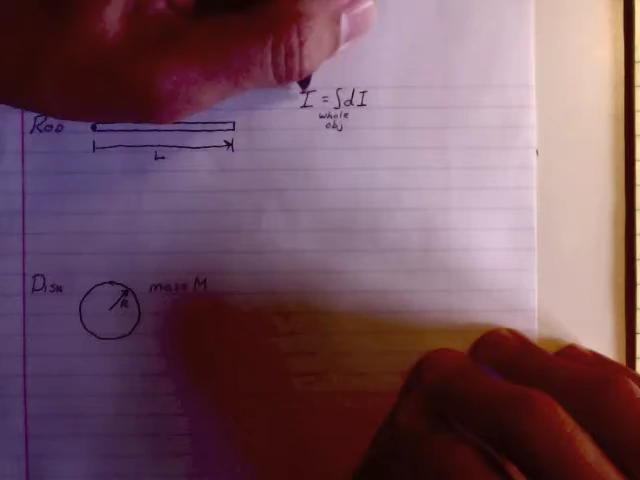 I = ∫dI
whole
obj
Rod
L
Disk
R
mass M